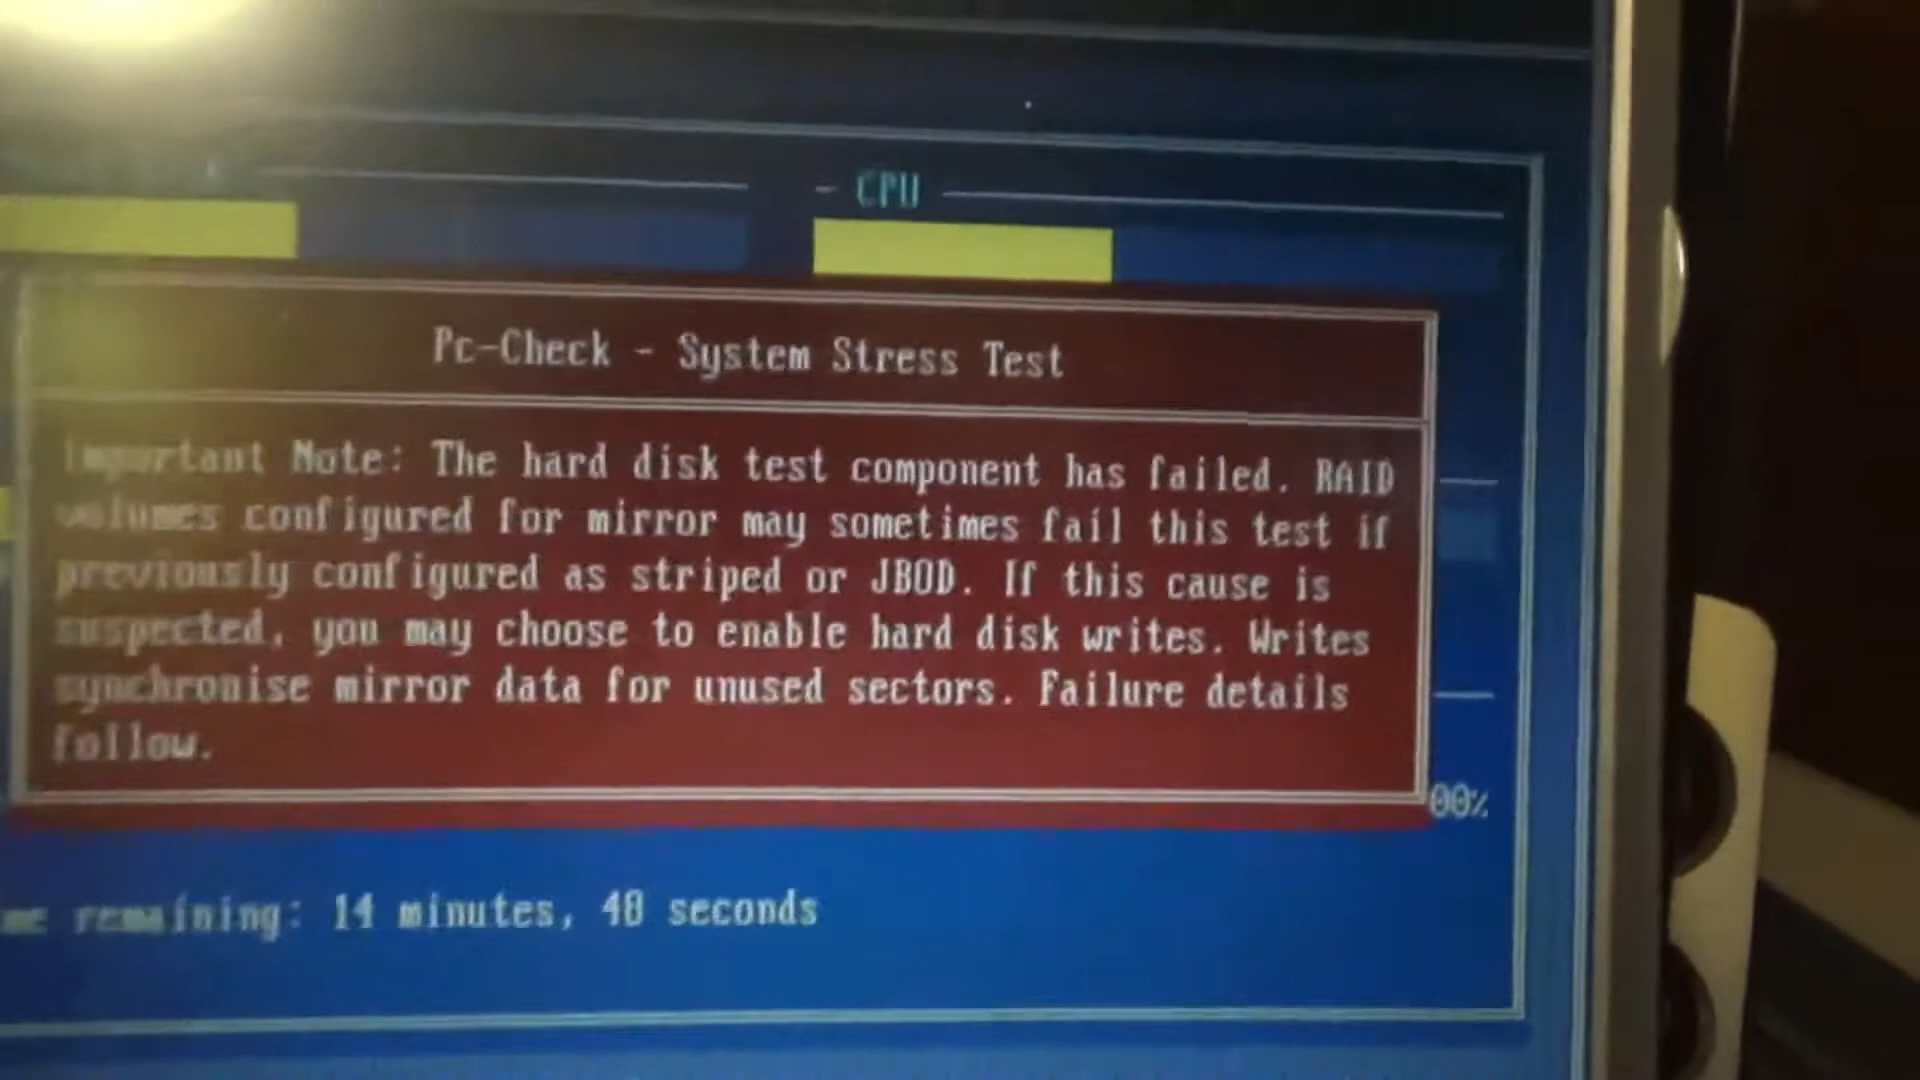 CPU
Pc-Check - System Stress Test
Important Note: The hard disk test component has failed. RAID
volumes configured for mirror may sometimes fail this test if
previously configured as striped or JBOD. If this cause is
suspected, you may choose to enable hard disk writes. Writes
synchronise mirror data for unused sectors. Failure details
follow.
00%
me remaining: 14 minutes, 48 seconds